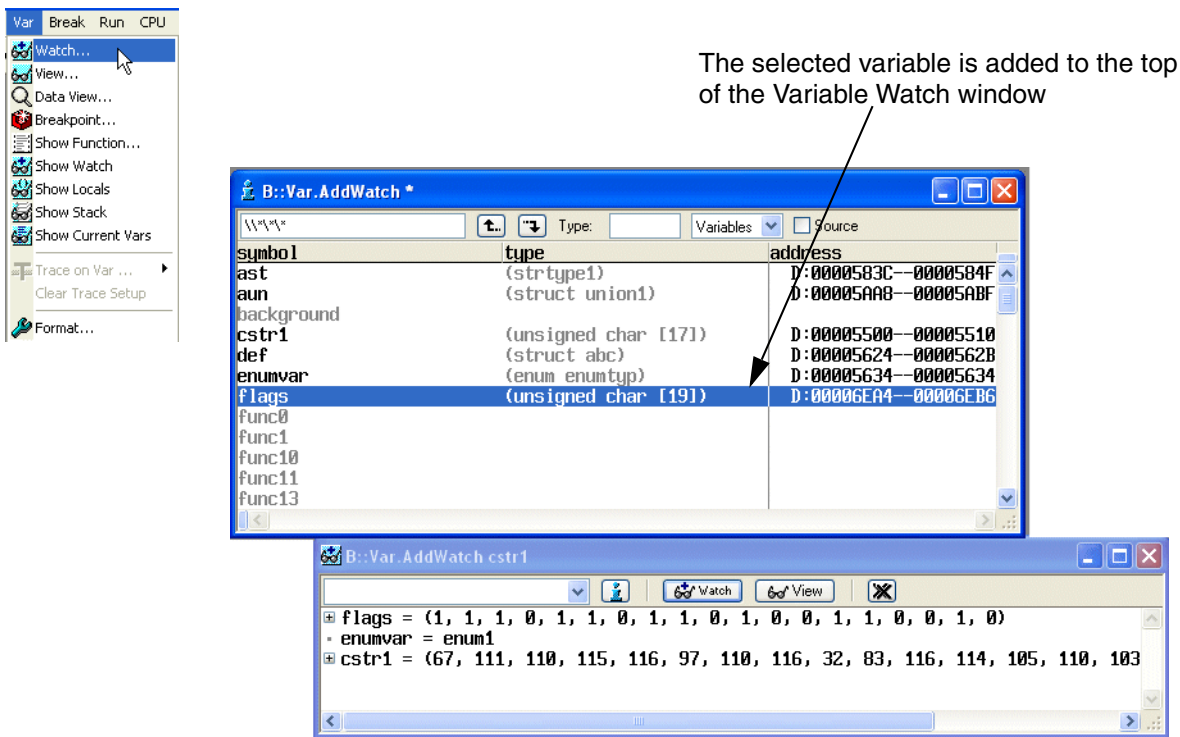 Var Break Run CPU
Watch...
View...
Data View...
Breakpoint...
Show Function...
Show Watch
Show Locals
Show Stack
Show Current Vars
Trace on Var ...
Clear Trace Setup
Format...
The selected variable is added to the top
of the Variable Watch window
B::Var.AddWatch *
\\*\*\* t.. Type: Variables Source
symbol type address
ast (strtype1) D:0000583C--0000584F
aun (struct union1) D:00005AA8--00005ABF
background
cstr1 (unsigned char [17]) D:00005500--00005510
def (struct abc) D:00005624--0000562B
enumvar (enum enumtyp) D:00005634--00005634
flags (unsigned char [19]) D:00006EA4--00006EB6
func0
func1
func10
func11
func13
B::Var.AddWatch cstr1
Watch View
flags = (1, 1, 1, 0, 1, 1, 0, 1, 1, 0, 1, 0, 0, 1, 1, 0, 0, 1, 0)
enumvar = enum1
cstr1 = (67, 111, 110, 115, 116, 97, 110, 116, 32, 83, 116, 114, 105, 110, 103